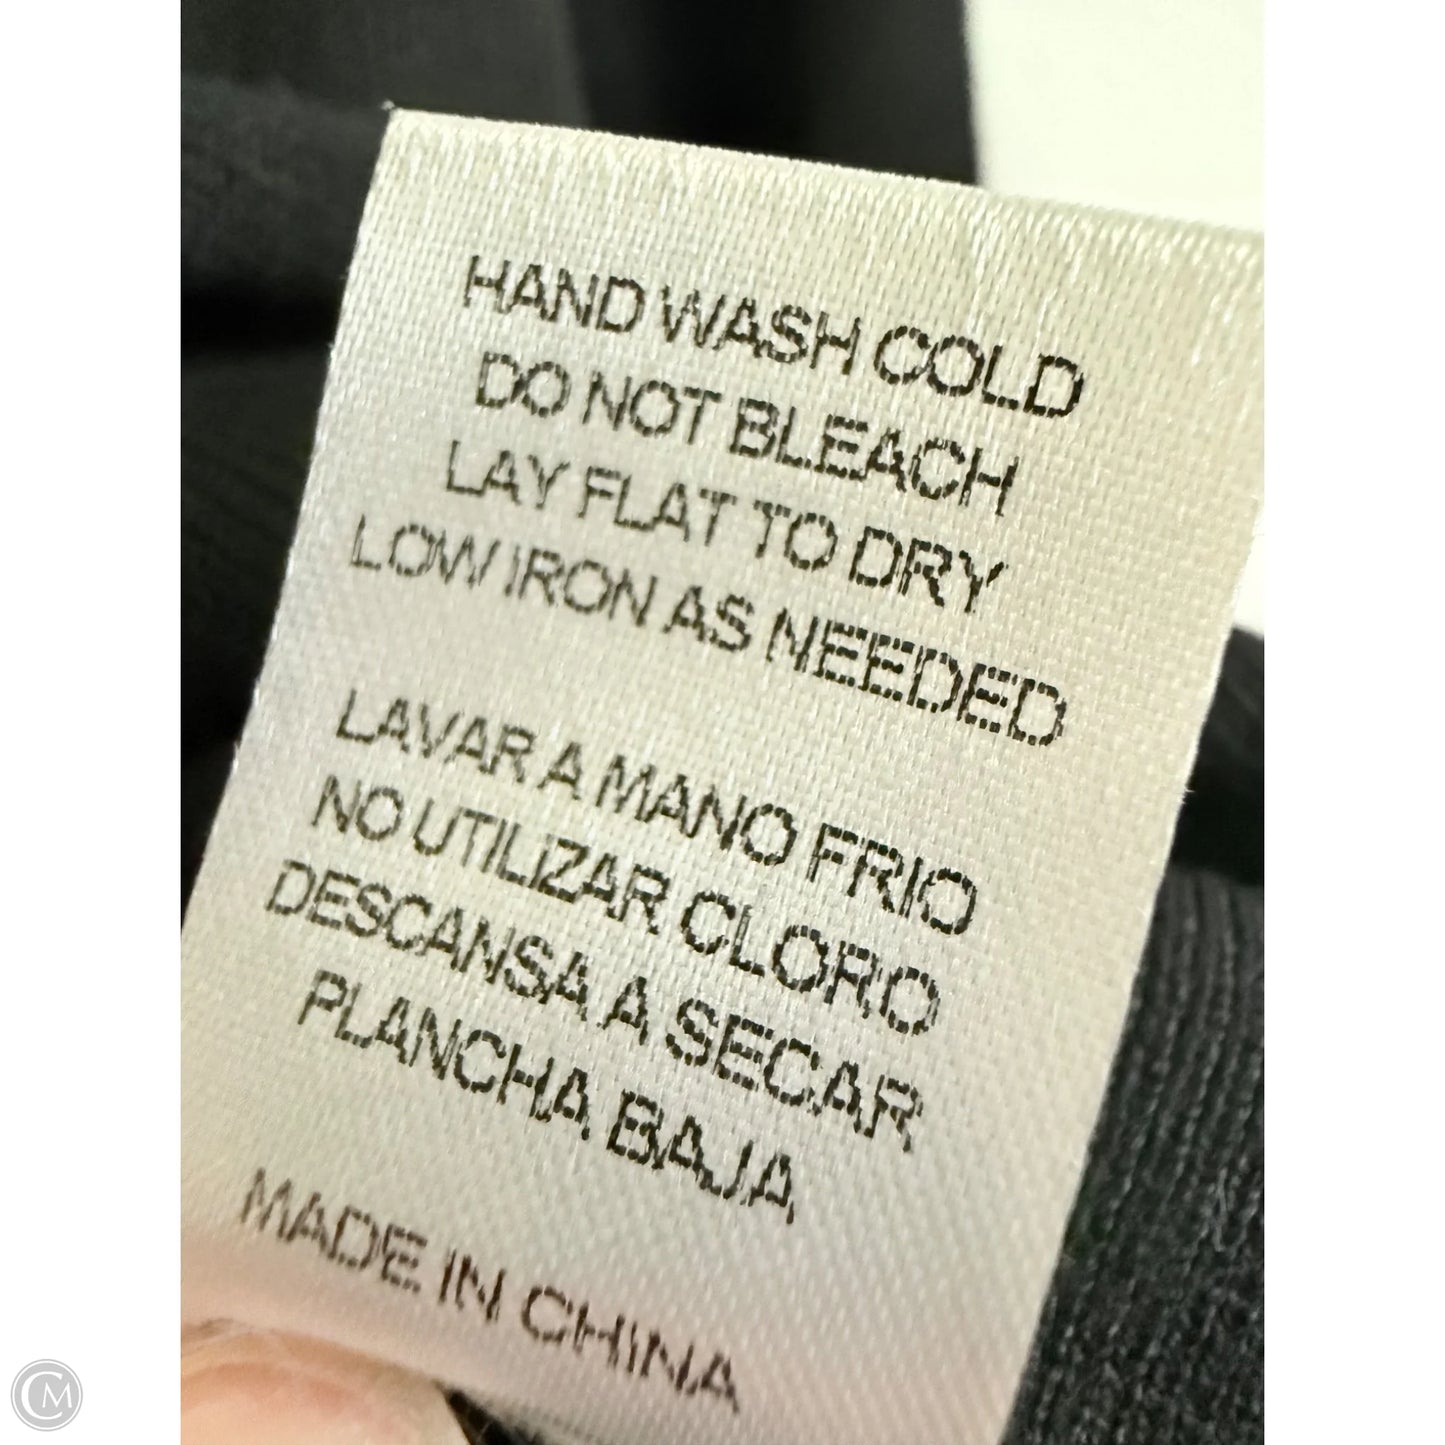 HAND WASH COLD
DO NOT BLEACH
LAY FLAT TO DRY
LOW IRON AS NEEDED
LAVAR A MANO FRIO
NO UTILIZAR CLORO
DESCANSA A SECAR
PLANCHA BAJA
MADE IN CHINA
CM